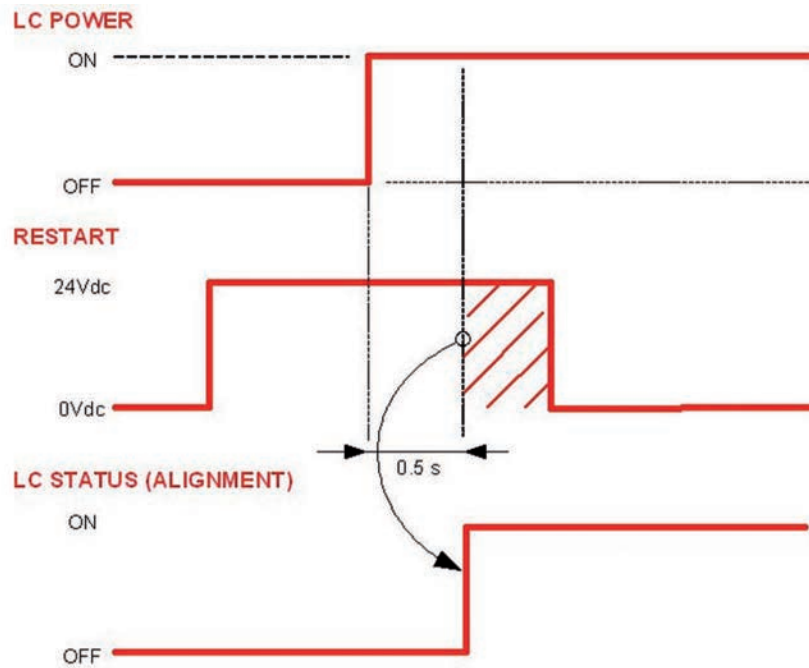 LC POWER
ON
OFF
RESTART
24Vdc
0Vdc
0.5 s
LC STATUS (ALIGNMENT)
ON
OFF